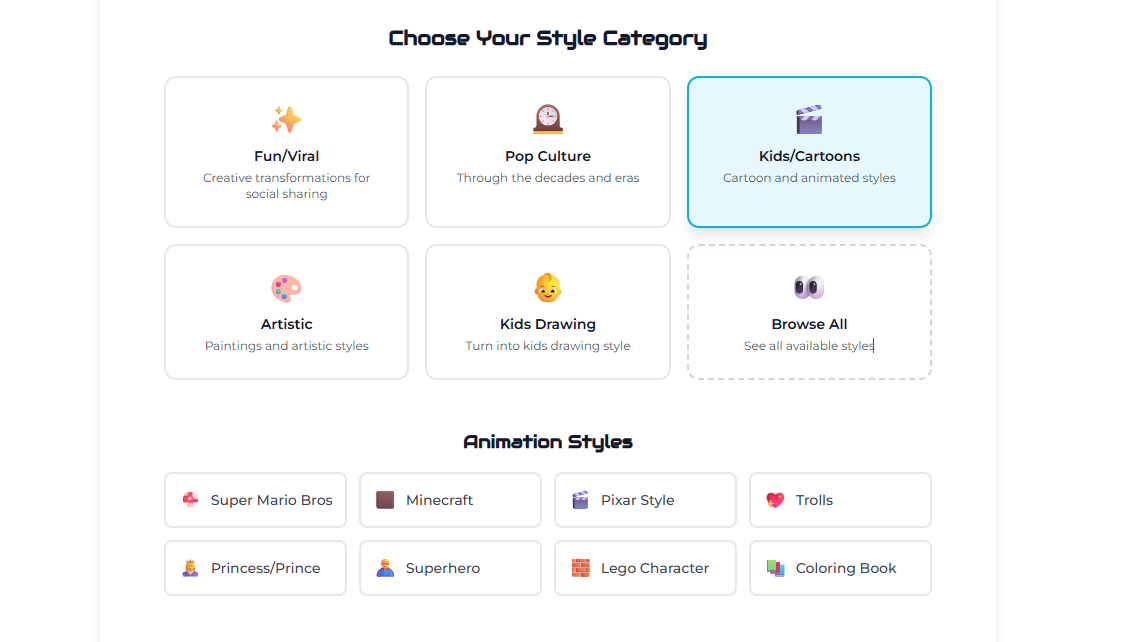 Choose Your Style Category
Fun/Viral
Creative transformations for
social sharing
Pop Culture
Through the decades and eras
Kids/Cartoons
Cartoon and animated styles
Artistic
Paintings and artistic styles
Kids Drawing
Turn into kids drawing style
Browse All
See all available styles
Animation Styles
Super Mario Bros
Minecraft
Pixar Style
Trolls
Princess/Prince
Superhero
Lego Character
Coloring Book